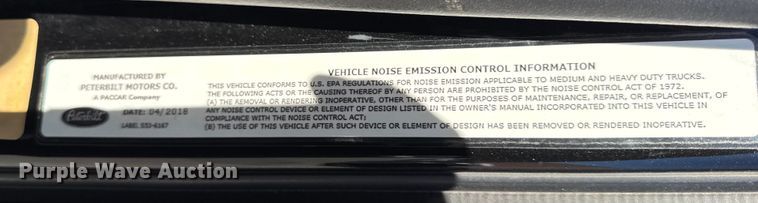 MANUFACTURED BY
PETERBILT MOTORS CO.
A PACCAR Company
Peterbilt
DATE: 04/2018
LABEL S53-6167
VEHICLE NOISE EMISSION CONTROL INFORMATION
THIS VEHICLE CONFORMS TO U.S. EPA REGULATIONS FOR NOISE EMISSION APPLICABLE TO MEDIUM AND HEAVY DUTY TRUCKS.
THE FOLLOWING ACTS OR THE CAUSING THEREOF BY ANY PERSON ARE PROHIBITED BY THE NOISE CONTROL ACT OF 1972.
(A) THE REMOVAL OR RENDERING INOPERATIVE, OTHER THAN FOR THE PURPOSES OF MAINTENANCE, REPAIR, OR REPLACEMENT, OF
ANY NOISE CONTROL DEVICE OR ELEMENT OF DESIGN LISTED IN THE OWNER'S MANUAL INCORPORATED INTO THIS VEHICLE IN
COMPLIANCE WITH THE NOISE CONTROL ACT;
(B) THE USE OF THIS VEHICLE AFTER SUCH DEVICE OR ELEMENT OF DESIGN HAS BEEN REMOVED OR RENDERED INOPERATIVE.
Purple Wave Auction